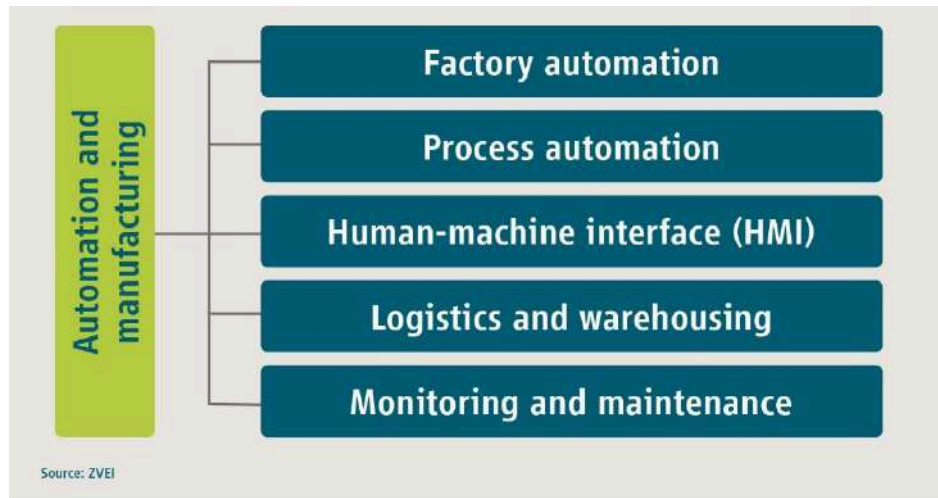 Automation and
manufacturing
Factory automation
Process automation
Human-machine interface (HMI)
Logistics and warehousing
Monitoring and maintenance
Source: ZVEI